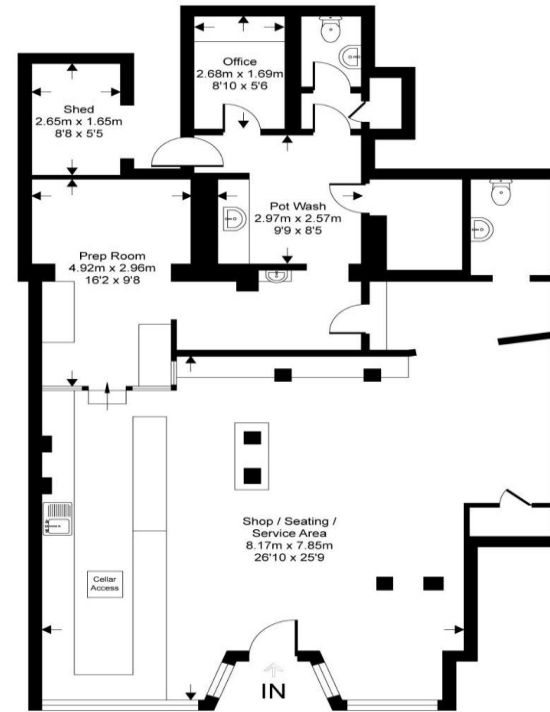 Office
2.68m x 1.69m
8'10 x 5'6
Shed
2.65m x 1.65m
8'8 x 5'5
Pot Wash
2.97m x 2.57m
9'9 x 8'5
Prep Room
4.92m x 2.96m
16'2 x 9'8
Shop / Seating /
Service Area
8.17m x 7.85m
26'10 x 25'9
Cellar
Access
IN